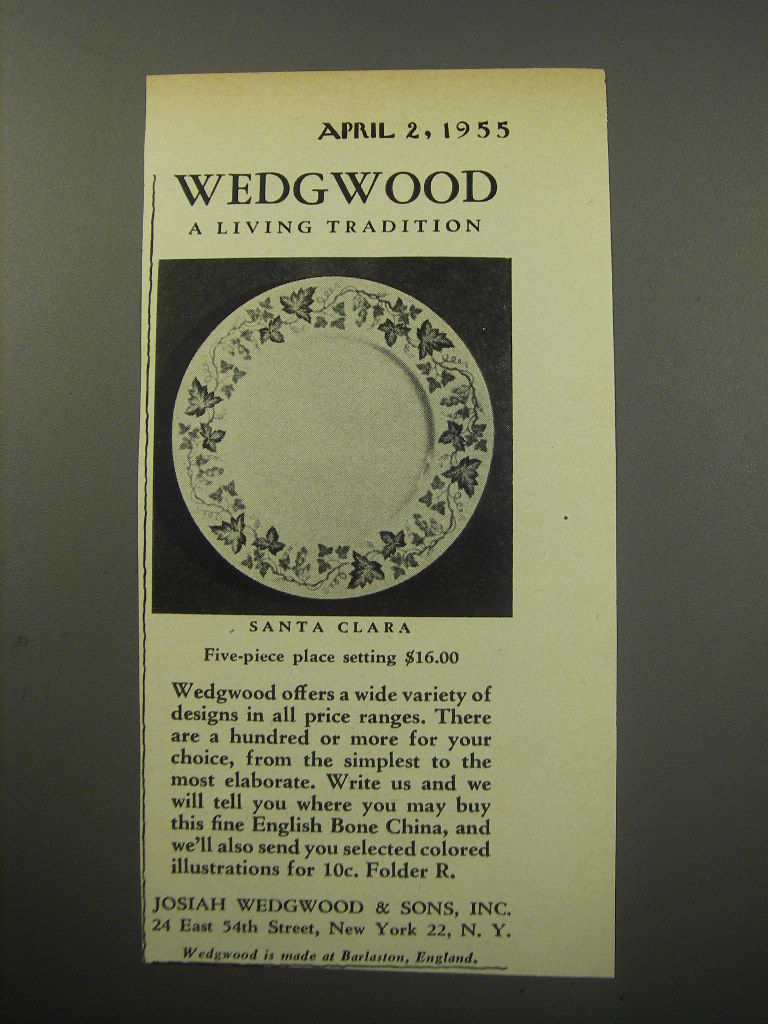 APRIL 2, 1955
WEDGWOOD
A LIVING TRADITION
SANTA CLARA
Five-piece place setting $16.00
Wedgwood offers a wide variety of
designs in all price ranges. There
are a hundred or more for your
choice, from the simplest to the
most elaborate. Write us and we
will tell you where you may buy
this fine English Bone China, and
we'll also send you selected colored
illustrations for 10c. Folder R.
JOSIAH WEDGWOOD & SONS, INC.
24 East 54th Street, New York 22, N. Y.
Wedgwood is made at Barlaston, England.